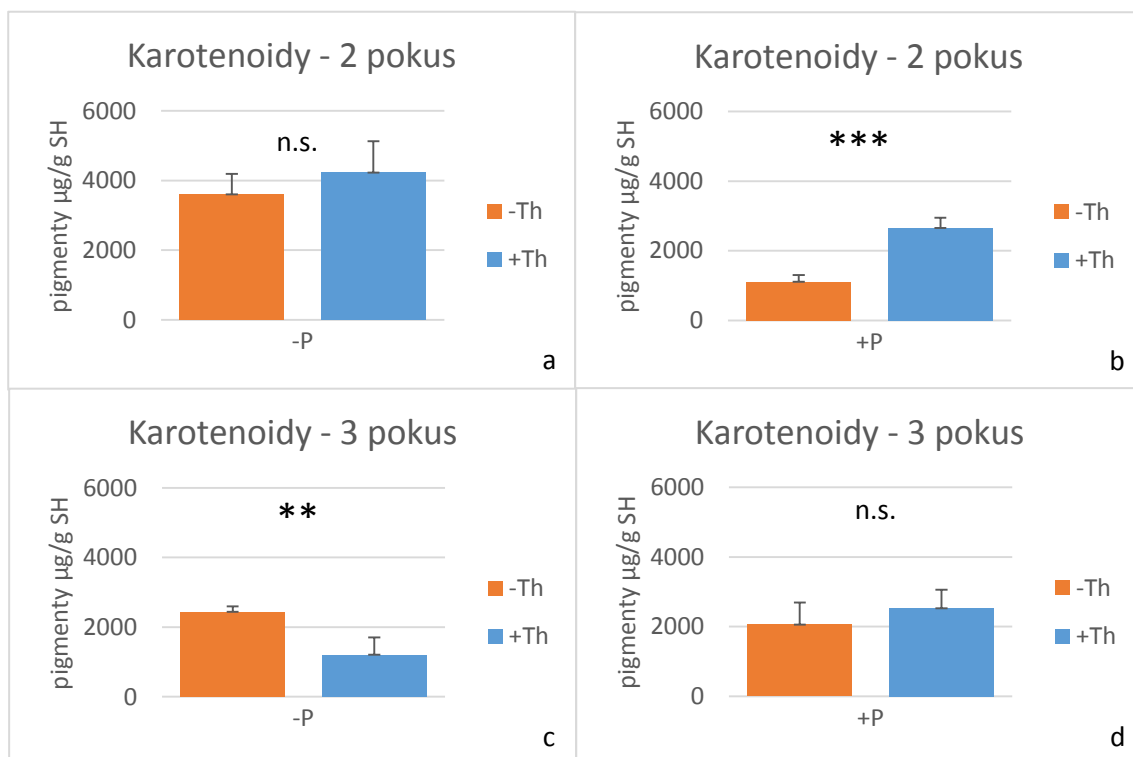 Karotenoidy - 2 pokus
pigmenty µg/g SH
6000
4000
2000
0
n.s.
-P
-Th
+Th
a
Karotenoidy - 2 pokus
pigmenty µg/g SH
6000
4000
2000
0
***
+P
-Th
+Th
b
Karotenoidy - 3 pokus
pigmenty µg/g SH
6000
4000
2000
0
**
-P
-Th
+Th
c
Karotenoidy - 3 pokus
pigmenty µg/g SH
6000
4000
2000
0
n.s.
+P
-Th
+Th
d